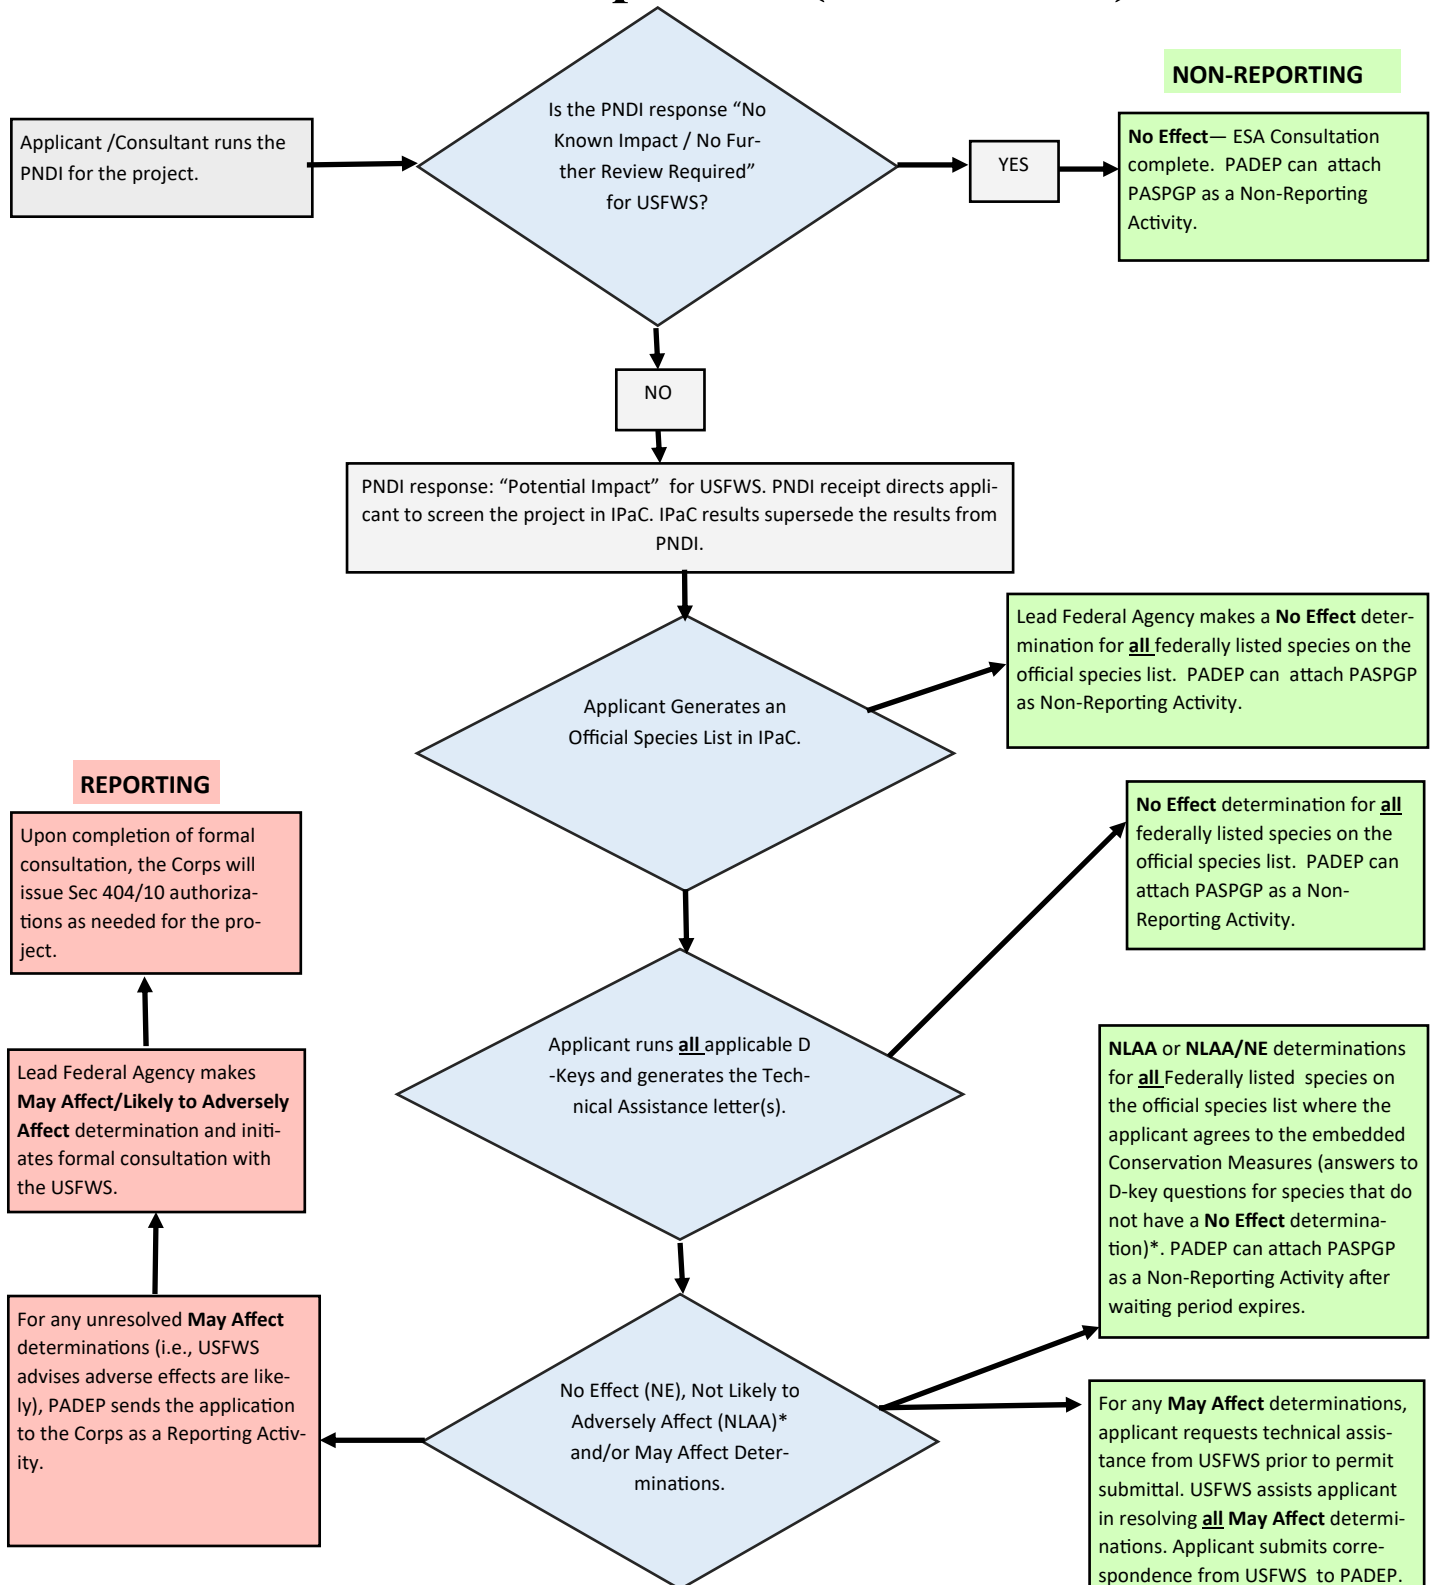 NON-REPORTING
Applicant /Consultant runs the
PNDI for the project.
Is the PNDI response “No
Known Impact / No Fur-
ther Review Required”
for USFWS?
YES
No Effect— ESA Consultation
complete. PADEP can attach
PASPGP as a Non-Reporting
Activity.
NO
PNDI response: “Potential Impact” for USFWS. PNDI receipt directs appli-
cant to screen the project in IPaC. IPaC results supersede the results from
PNDI.
Applicant Generates an
Official Species List in IPaC.
Lead Federal Agency makes a No Effect deter-
mination for all federally listed species on the
official species list. PADEP can attach PASPGP
as Non-Reporting Activity.
No Effect determination for all
federally listed species on the
official species list. PADEP can
attach PASPGP as a Non-
Reporting Activity.
Applicant runs all applicable D
-Keys and generates the Tech-
nical Assistance letter(s).
NLAA or NLAA/NE determinations
for all Federally listed species on
the official species list where the
applicant agrees to the embedded
Conservation Measures (answers to
D-key questions for species that do
not have a No Effect determina-
tion)*. PADEP can attach PASPGP
as a Non-Reporting Activity after
waiting period expires.
No Effect (NE), Not Likely to
Adversely Affect (NLAA)*
and/or May Affect Deter-
minations.
For any May Affect determinations,
applicant requests technical assis-
tance from USFWS prior to permit
submittal. USFWS assists applicant
in resolving all May Affect determi-
nations. Applicant submits corre-
spondence from USFWS to PADEP.
REPORTING
Upon completion of formal
consultation, the Corps will
issue Sec 404/10 authoriza-
tions as needed for the pro-
ject.
Lead Federal Agency makes
May Affect/Likely to Adversely
Affect determination and initi-
ates formal consultation with
the USFWS.
For any unresolved May Affect
determinations (i.e., USFWS
advises adverse effects are like-
ly), PADEP sends the application
to the Corps as a Reporting Activ-
ity.